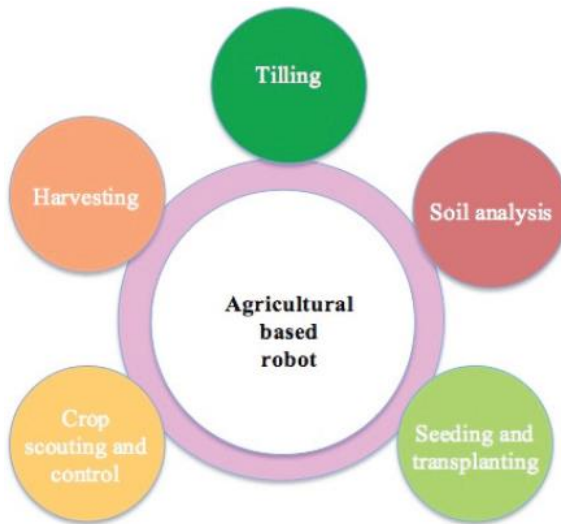 Tilling
Harvesting
Soil analysis
Agricultural
based
robot
Crop
scouting and
control
Seeding and
transplanting